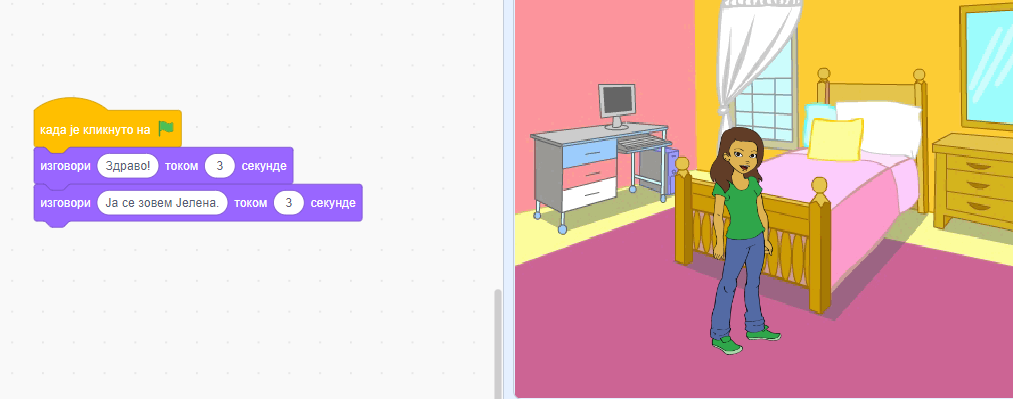 када је кликнуто на
изговори Здраво! током 3 секунде
изговори Ја се зовем Јелена. током 3 секунде